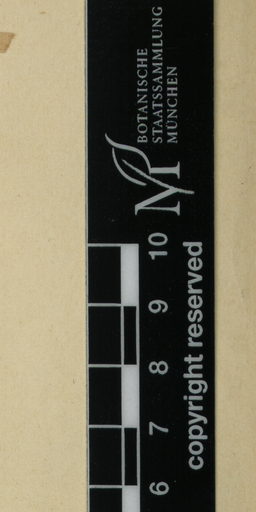 BOTANISCHE
STAATSSAMMLUNG
MÜNCHEN
M
10
9
8
7
6
copyright reserved